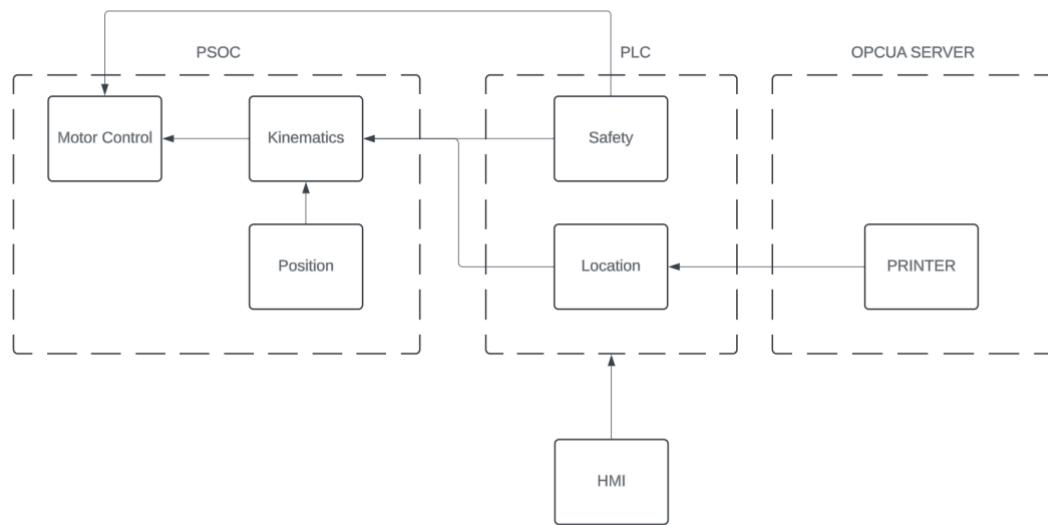 PSOC
PLC
OPCUA SERVER
Motor Control
Kinematics
Safety
Position
Location
PRINTER
HMI